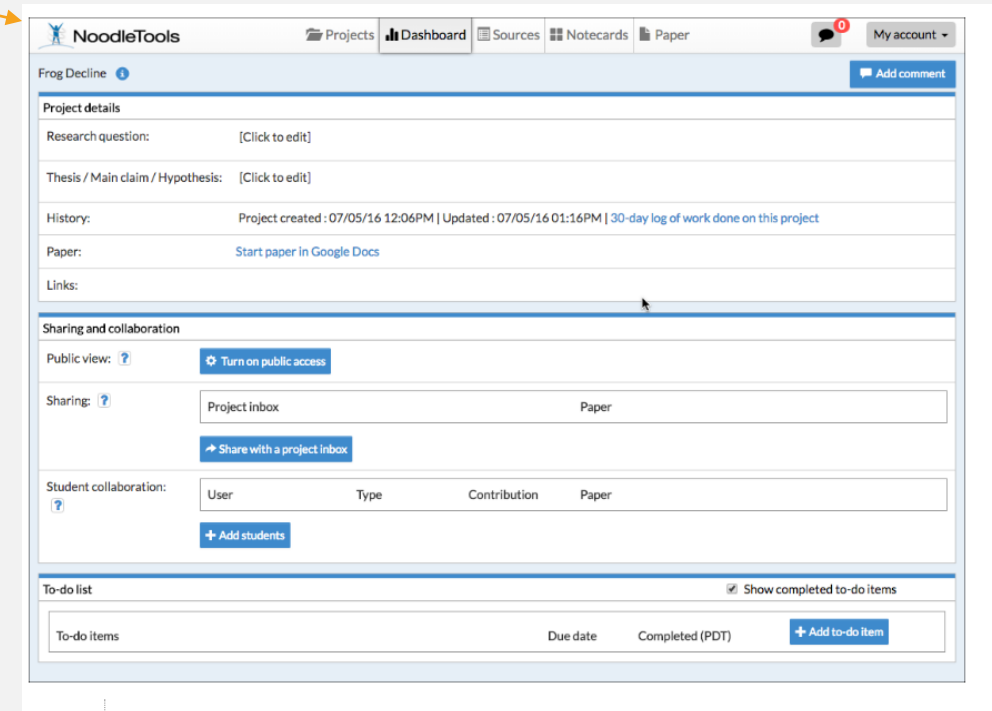 NoodleTools Projects Dashboard Sources Notecards Paper 0 My account
Frog Decline Add comment
Project details
Research question: [Click to edit]
Thesis / Main claim / Hypothesis: [Click to edit]
History: Project created : 07/05/16 12:06PM | Updated : 07/05/16 01:16PM | 30-day log of work done on this project
Paper: Start paper in Google Docs
Links:
Sharing and collaboration
Public view: ? Turn on public access
Sharing: ? Project inbox Paper
Share with a project inbox
Student collaboration: User Type Contribution Paper
?
Add students
To-do list Show completed to-do items
To-do items Due date Completed (PDT) Add to-do item